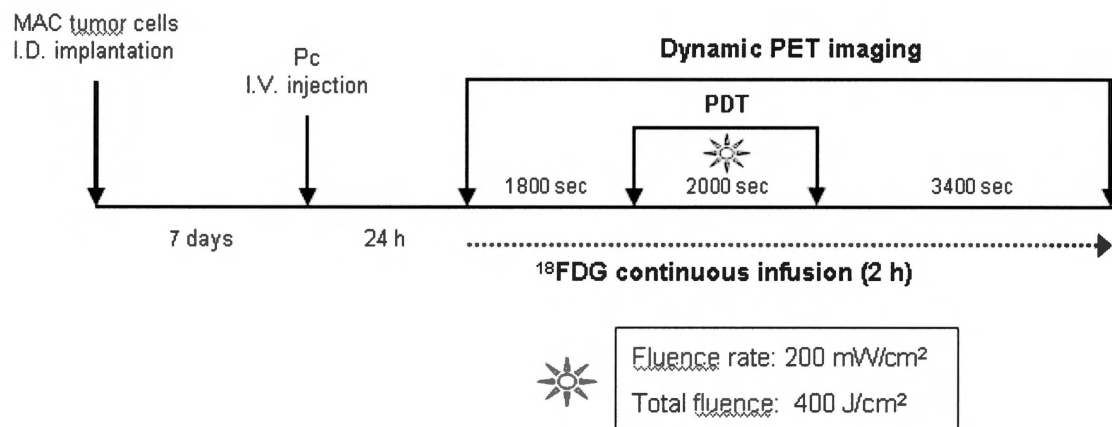 MAC tumor cells
I.D. implantation
Pc
I.V. injection
Dynamic PET imaging
PDT
1800 sec
2000 sec
3400 sec
7 days
24 h
¹⁸FDG continuous infusion (2 h)
Fluence rate: 200 mW/cm²
Total fluence: 400 J/cm²